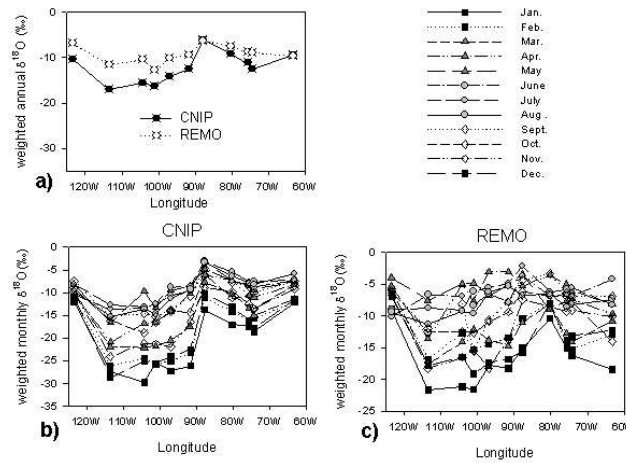 weighted annual δ18O (‰)
0
-10
-20
-30
120W 110W 100W 90W 80W 70W 60W
Longitude
a)
CNIP
REMO
Jan.
Feb.
Mar.
Apr.
May
June
July
Aug.
Sept.
Oct.
Nov.
Dec.
CNIP
weighted monthly δ18O (‰)
0
-5
-10
-15
-20
-25
-30
-35
120W 110W 100W 90W 80W 70W 60W
Longitude
b)
REMO
weighted monthly δ18O (‰)
0
-5
-10
-15
-20
-25
120W 110W 100W 90W 80W 70W 60W
Longitude
c)